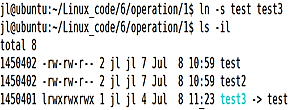 jl@ubuntu:~/Linux_code/6/operation/1$ ln -s test test3
jl@ubuntu:~/Linux_code/6/operation/1$ ls -il
total 8
1450402 -rw-rw-r-- 2 jl jl 7 Jul  8 10:59 test
1450402 -rw-rw-r-- 2 jl jl 7 Jul  8 10:59 test2
1450401 lrwxrwxrwx 1 jl jl 4 Jul  8 11:23 test3 -> test